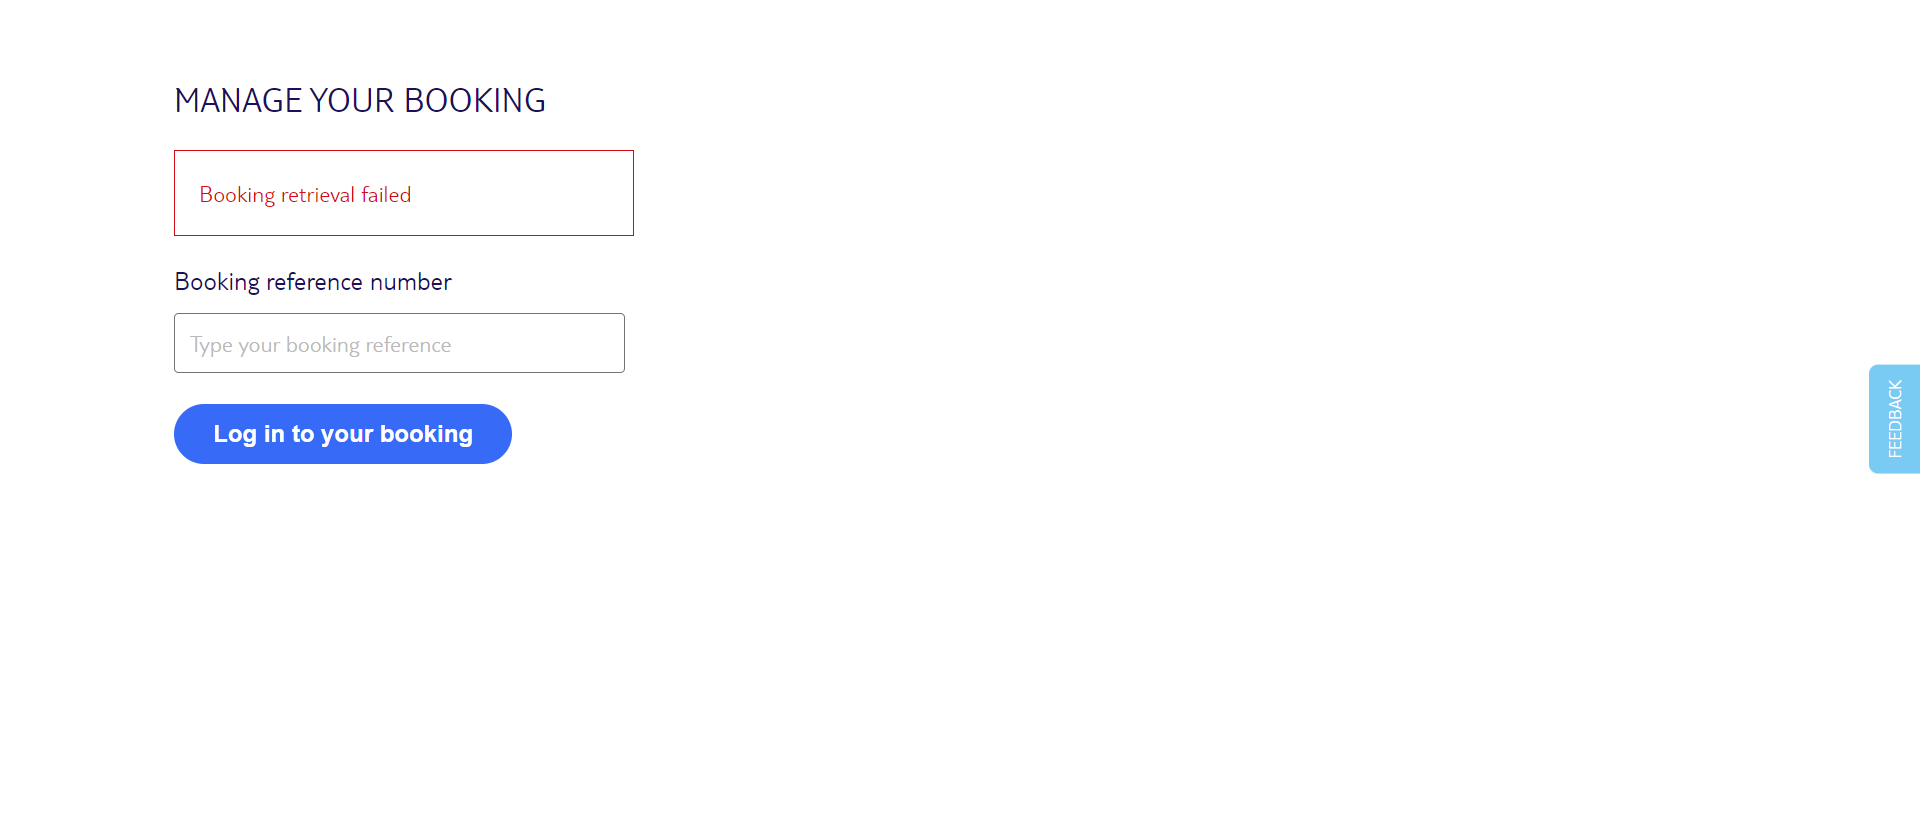 MANAGE YOUR BOOKING
Booking retrieval failed
Booking reference number
Type your booking reference
Log in to your booking
FEEDBACK